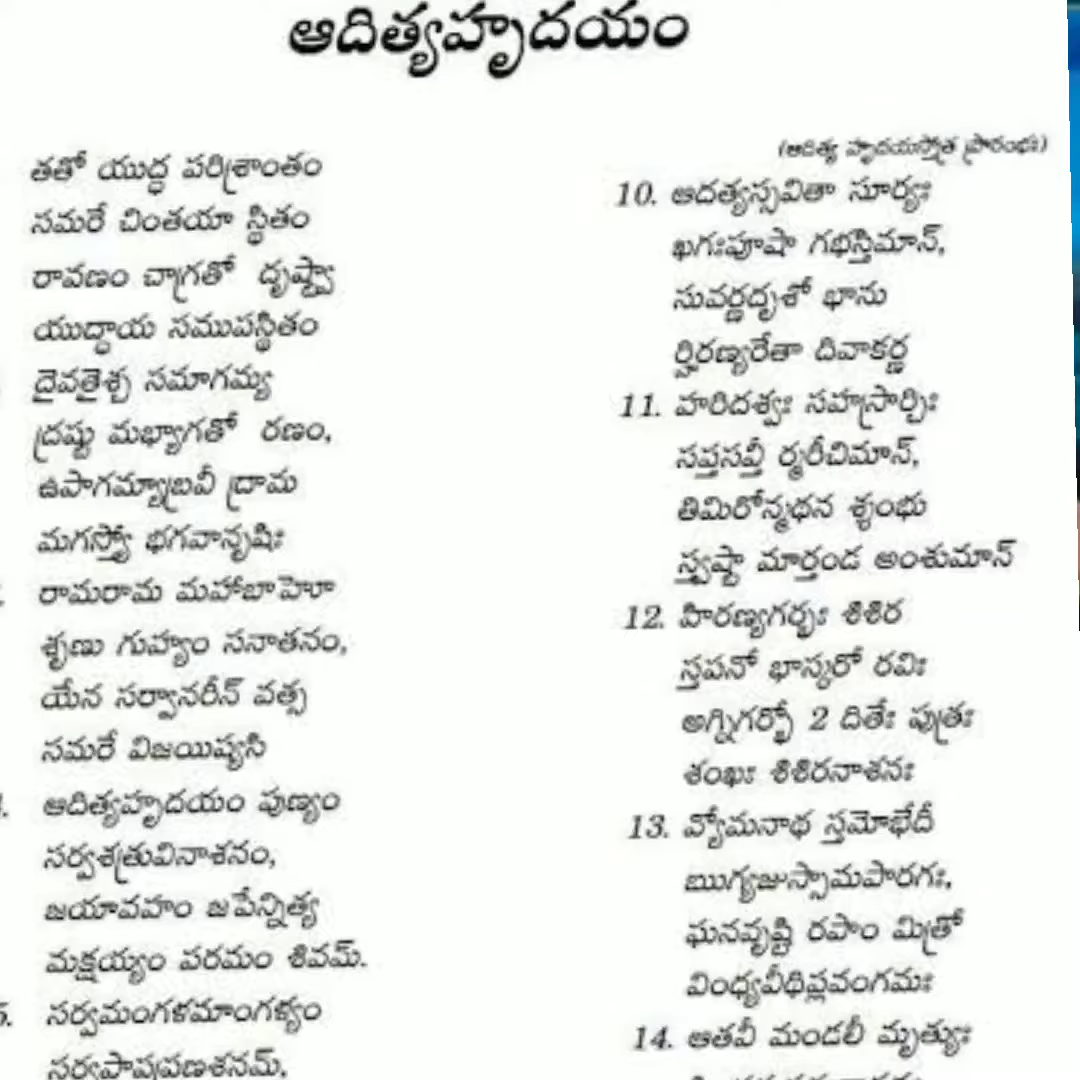 ఆదిత్యహృదయం
తతో యుద్ధ పరిశ్రాంతం
సమరే చింతయా స్థితం
రావణం చాగ్రతో దృష్ట్వా
యుద్ధాయ సముపస్థితం
దైవతైశ్చ సమాగమ్య
ద్రష్టు మభ్యాగతో రణం,
ఉపాగమ్యాబ్రవీ ద్రామ
మగస్త్యో భగవానృషిః
రామరామ మహాబాహెూ
శృణు గుహ్యం సనాతనం,
యేన సర్వానరీన్ వత్స
సమరే విజయిష్యసి
ఆదిత్యహృదయం పుణ్యం
సర్వశత్రువినాశనం,
జయావహం జపేన్నిత్య
మక్షయ్యం పరమం శివమ్.
సర్వమంగళమాంగళ్యం
(ఆదిత్య హృదయస్తోత్ర ప్రారంభః)
10. ఆదత్యస్సవితా సూర్యః
ఖగఃపూషా గభస్తిమాన్,
సువర్ణదృశో భాను
ర్హిరణ్యరేతా దివాకర్ణ
11. హరిదశ్వః సహస్రార్చిః
సప్తసప్తీ ర్మరీచిమాన్,
తిమిరోన్మథన శ్శంభు
స్త్వష్టా మార్తండ అంశుమాన్
12. హిరణ్యగర్భః శిశిర
స్తపనో భాస్కరో రవిః
అగ్నిగర్భో 2 దితేః పుత్రః
శంఖః శిశిరనాశనః
13. వ్యోమనాథ స్తమోభేదీ
ఋగ్యజుస్సామపారగః,
ఘనవృష్టి రపాం మిత్రో
వింధ్యవీథిప్లవంగమః
14. ఆతపీ మండలీ మృత్యుః